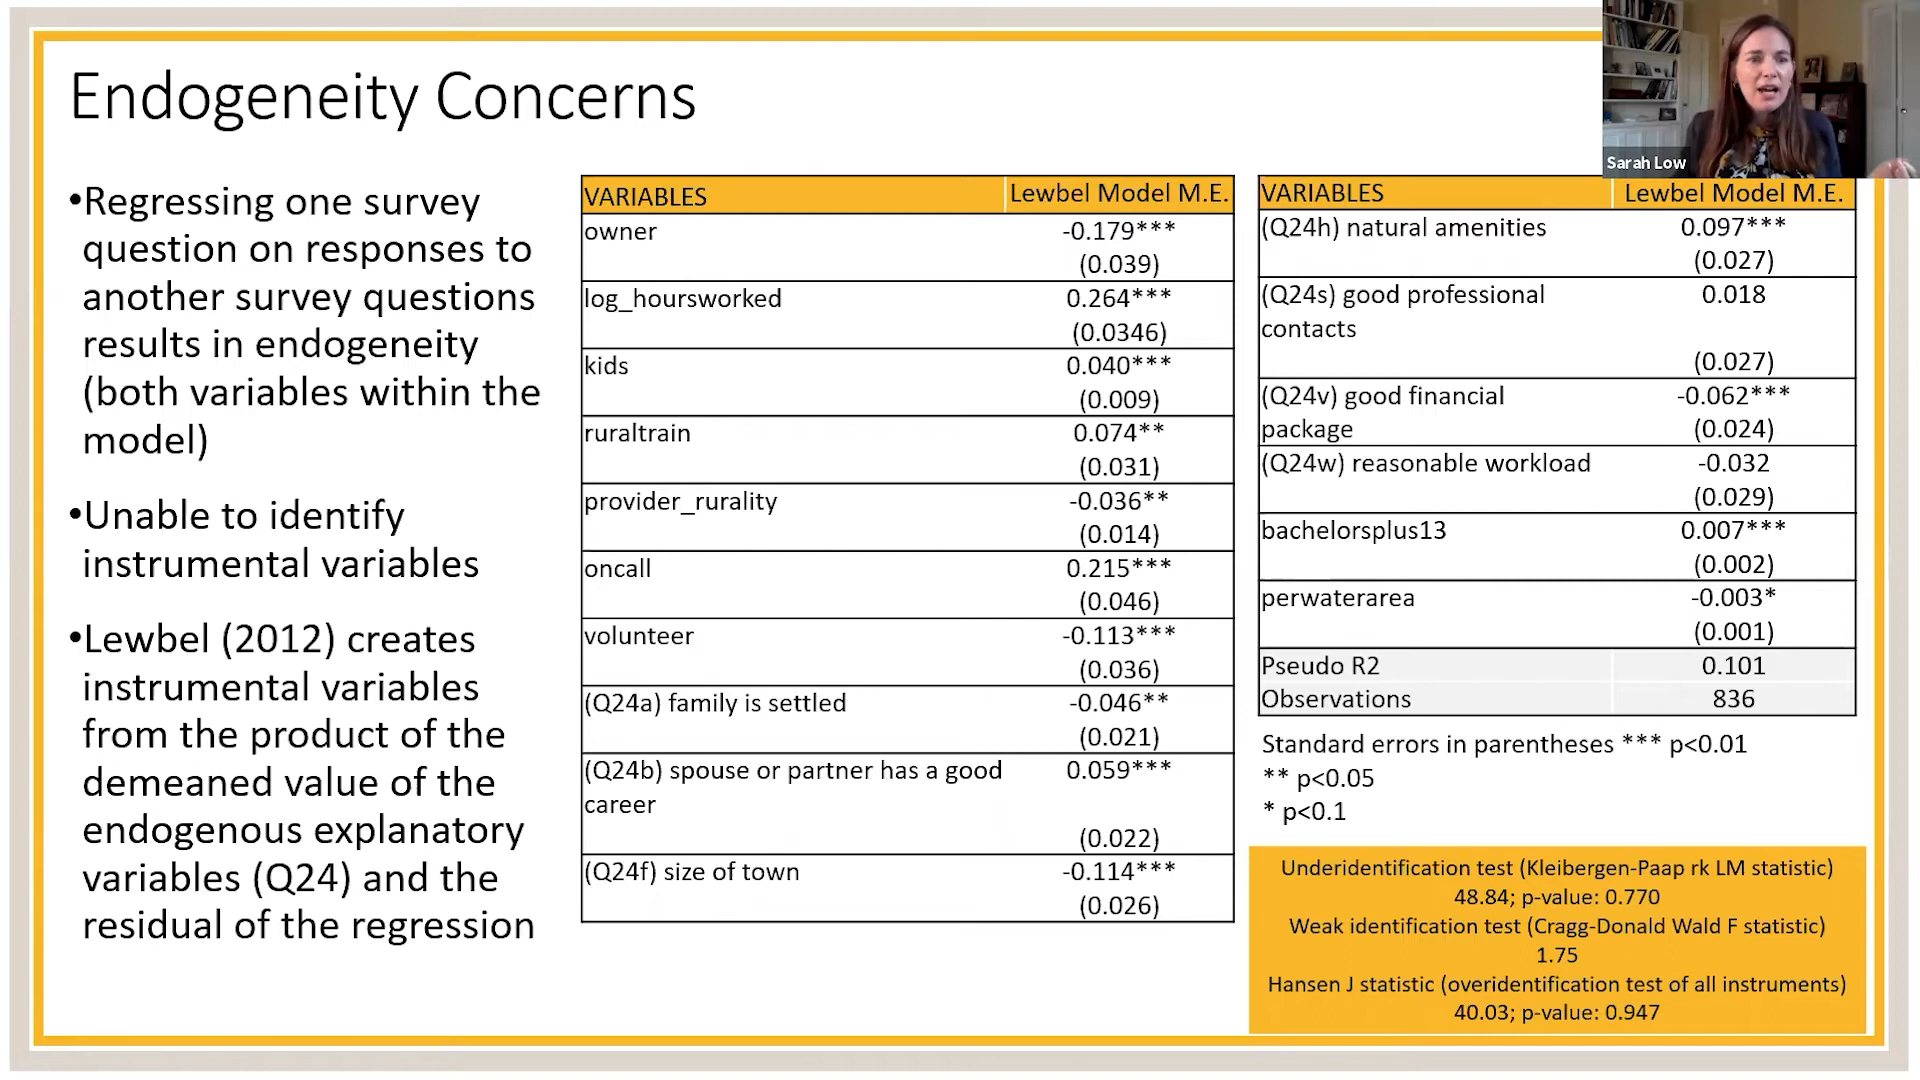 Endogeneity Concerns
Sarah Low
•Regressing one survey
question on responses to
another survey questions
results in endogeneity
(both variables within the
model)
•Unable to identify
instrumental variables
•Lewbel (2012) creates
instrumental variables
from the product of the
demeaned value of the
endogenous explanatory
variables (Q24) and the
residual of the regression
VARIABLES Lewbel Model M.E.
owner -0.179***
(0.039)
log_hoursworked 0.264***
(0.0346)
kids 0.040***
(0.009)
ruraltrain 0.074**
(0.031)
provider_rurality -0.036**
(0.014)
oncall 0.215***
(0.046)
volunteer -0.113***
(0.036)
(Q24a) family is settled -0.046**
(0.021)
(Q24b) spouse or partner has a good 0.059***
career
(0.022)
(Q24f) size of town -0.114***
(0.026)
VARIABLES Lewbel Model M.E.
(Q24h) natural amenities 0.097***
(0.027)
(Q24s) good professional 0.018
contacts
(0.027)
(Q24v) good financial -0.062***
package (0.024)
(Q24w) reasonable workload -0.032
(0.029)
bachelorsplus13 0.007***
(0.002)
perwaterarea -0.003*
(0.001)
Pseudo R2 0.101
Observations 836
Standard errors in parentheses *** p<0.01
** p<0.05
* p<0.1
Underidentification test (Kleibergen-Paap rk LM statistic)
48.84; p-value: 0.770
Weak identification test (Cragg-Donald Wald F statistic)
1.75
Hansen J statistic (overidentification test of all instruments)
40.03; p-value: 0.947